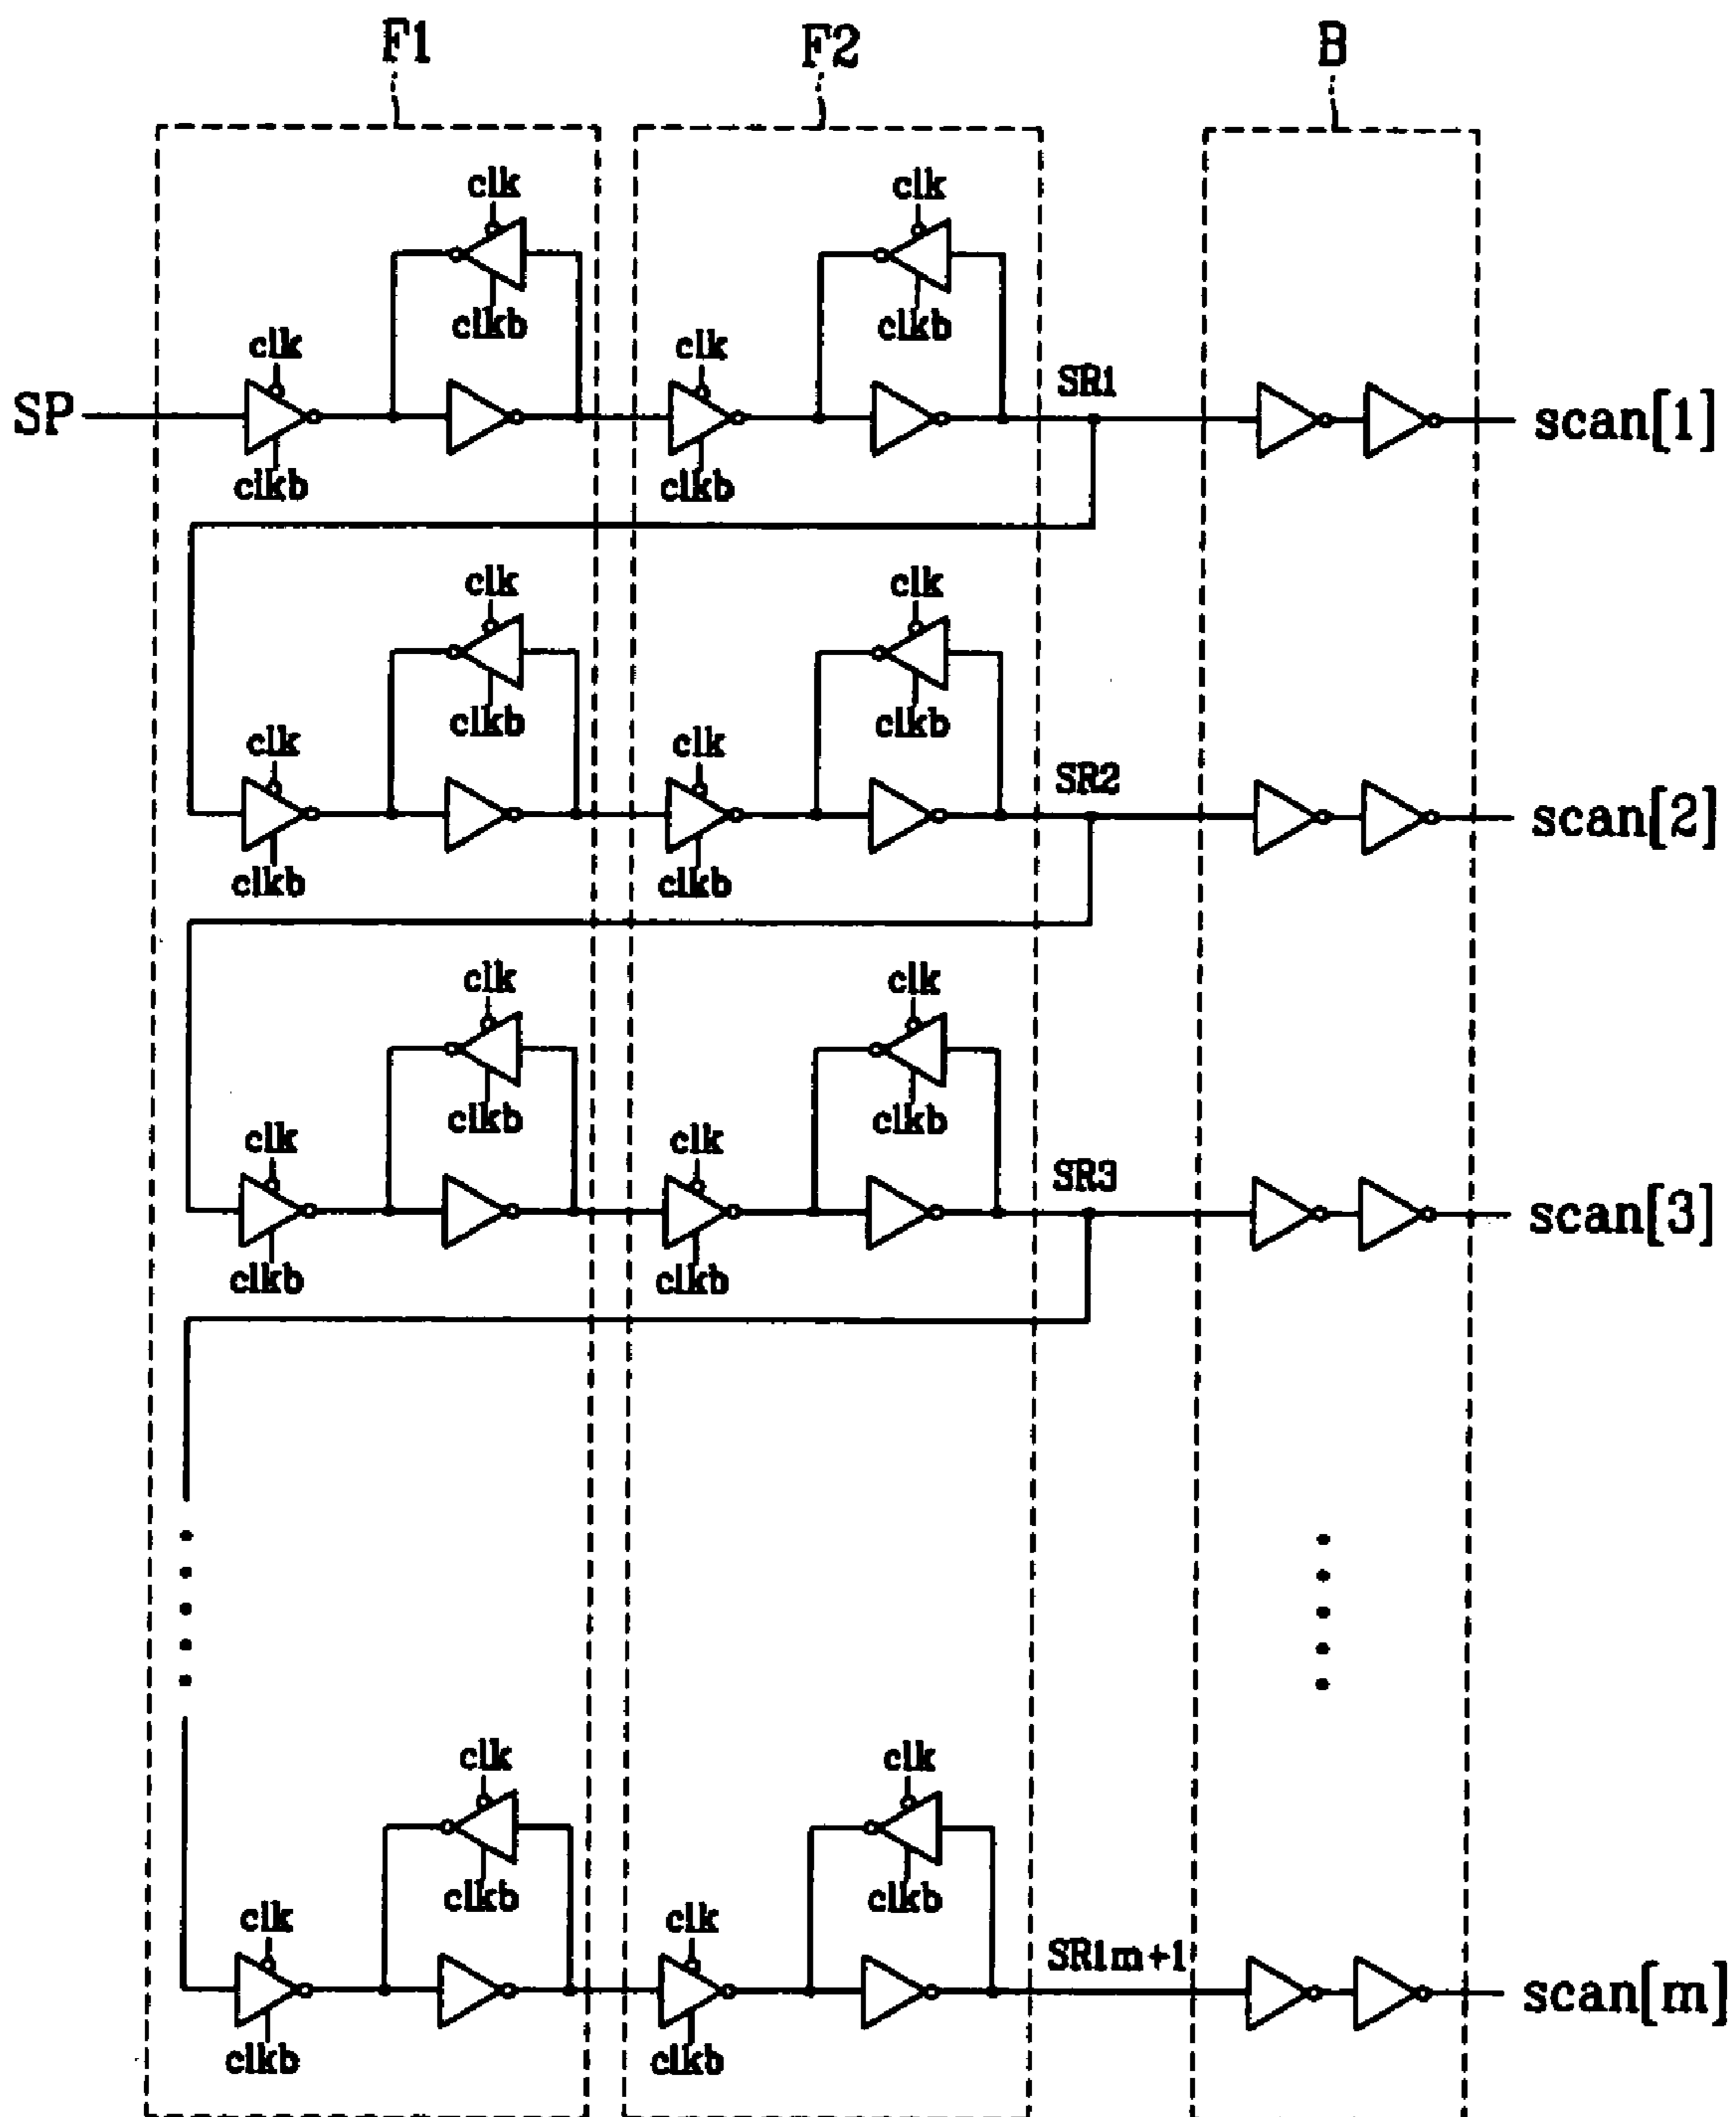 F1 F2 B
clk clk
clkb clkb
clk clk SR1
SP scan[1]
clkb clkb
clk clk
clkb clkb
clk clk SR2
scan[2]
clkb clkb
clk clk
clkb clkb
clk clk SR3
scan[3]
clkb clkb
clk clk
clkb clkb
clk clk SR1m+1
scan[m]
clkb clkb